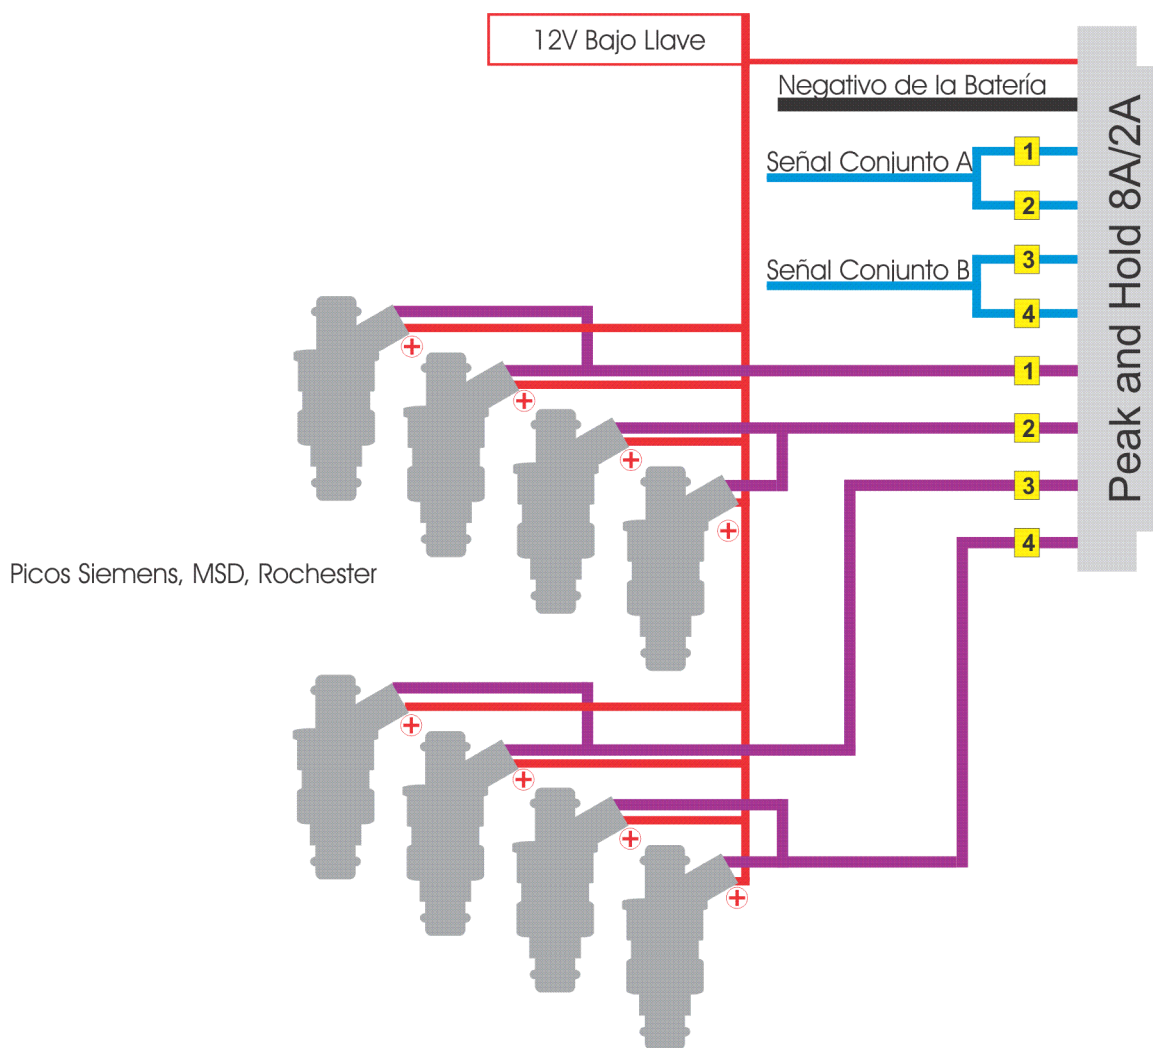 12V Bajo Llave
Negativo de la Batería
Señal Conjunto A
1
2
Señal Conjunto B
3
4
1
2
3
4
Peak and Hold 8A/2A
Picos Siemens, MSD, Rochester